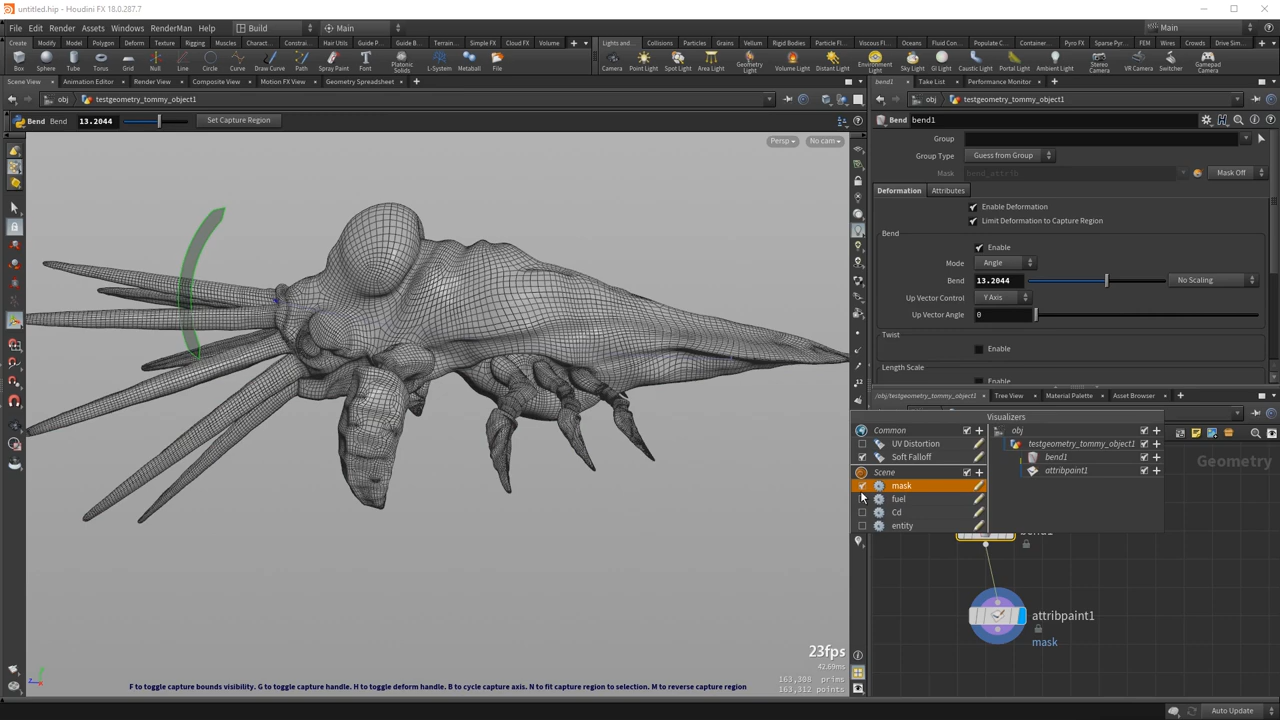 untitled.hip - Houdini FX 18.0.287.7
File Edit Render Assets Windows RenderMan Help Build Main Main
Create Modify Model Polygon Deform Texture Rigging Muscles Charact... Constrai... Hair Utils Guide P... Guide B... Terrain... Simple FX Cloud FX Volume
Lights and... Collisions Particles Grains Vellum Rigid Bodies Particle Fl... Viscous Fl... Oceans Fluid Con... Populate C... Container... Pyro FX Sparse Pyr... FEM Wires Crowds Drive Sim...
Box Sphere Tube Torus Grid Null Line Circle Curve Draw Curve Path Spray Paint Font Platonic Solids L-System Metaball File
Camera Point Light Spot Light Area Light Geometry Light Volume Light Distant Light Environment Light Sky Light GI Light Caustic Light Portal Light Ambient Light Stereo Camera VR Camera Switcher Gamepad Camera
Scene View Animation Editor Render View Composite View Motion FX View Geometry Spreadsheet
bend1 Take List Performance Monitor
obj testgeometry_tommy_object1
obj testgeometry_tommy_object1
Bend Bend 13.2044 Set Capture Region
Bend bend1
Persp No cam
Group
Group Type Guess from Group
Mask bend_attrib Mask Off
Deformation Attributes
Enable Deformation
Limit Deformation to Capture Region
Bend
Enable
Mode Angle
Bend 13.2044 No Scaling
Up Vector Control Y Axis
Up Vector Angle 0
Twist
Enable
Length Scale
Enable
/obj/testgeometry_tommy_object1 Tree View Material Palette Asset Browser
Visualizers
Common
UV Distortion
Soft Falloff
Scene
mask
fuel
Cd
entity
obj
testgeometry_tommy_object1
bend1
attribpaint1
Geometry
bend1
attribpaint1
mask
23fps
42.69ms
163,308 prims
163,312 points
F to toggle capture bounds visibility. G to toggle capture handle. H to toggle deform handle. B to cycle capture axis. N to fit capture region to selection. M to reverse capture region
Auto Update